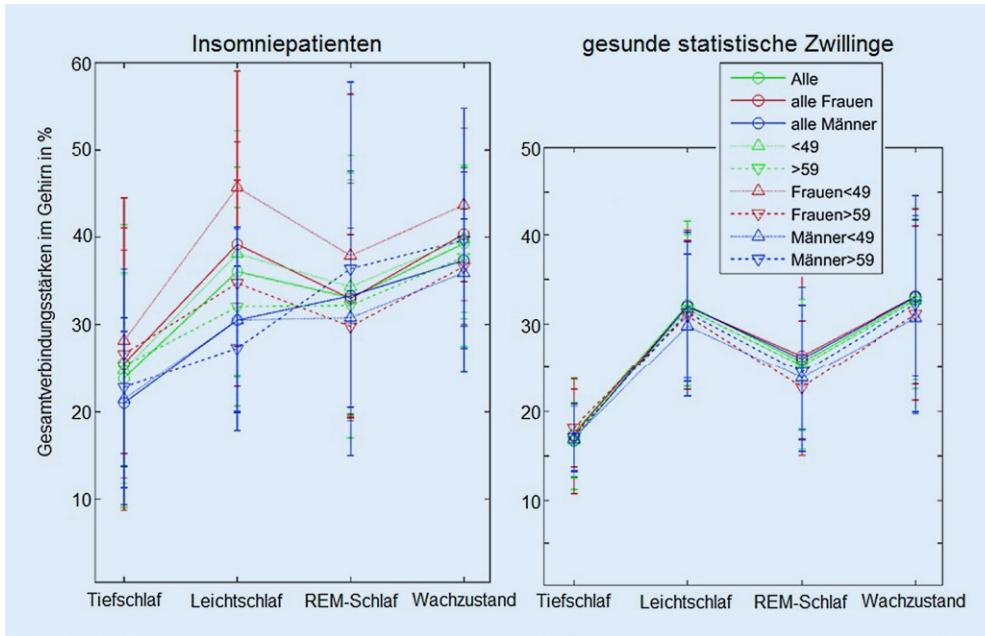 Insomniepatienten
gesunde statistische Zwillinge
Gesamtverbindungsstärken im Gehirn in %
60
50
40
30
20
10
Tiefschlaf
Leichtschlaf
REM-Schlaf
Wachzustand
50
40
30
20
10
Alle
alle Frauen
alle Männer
<49
>59
Frauen<49
Frauen>59
Männer<49
Männer>59
Tiefschlaf
Leichtschlaf
REM-Schlaf
Wachzustand